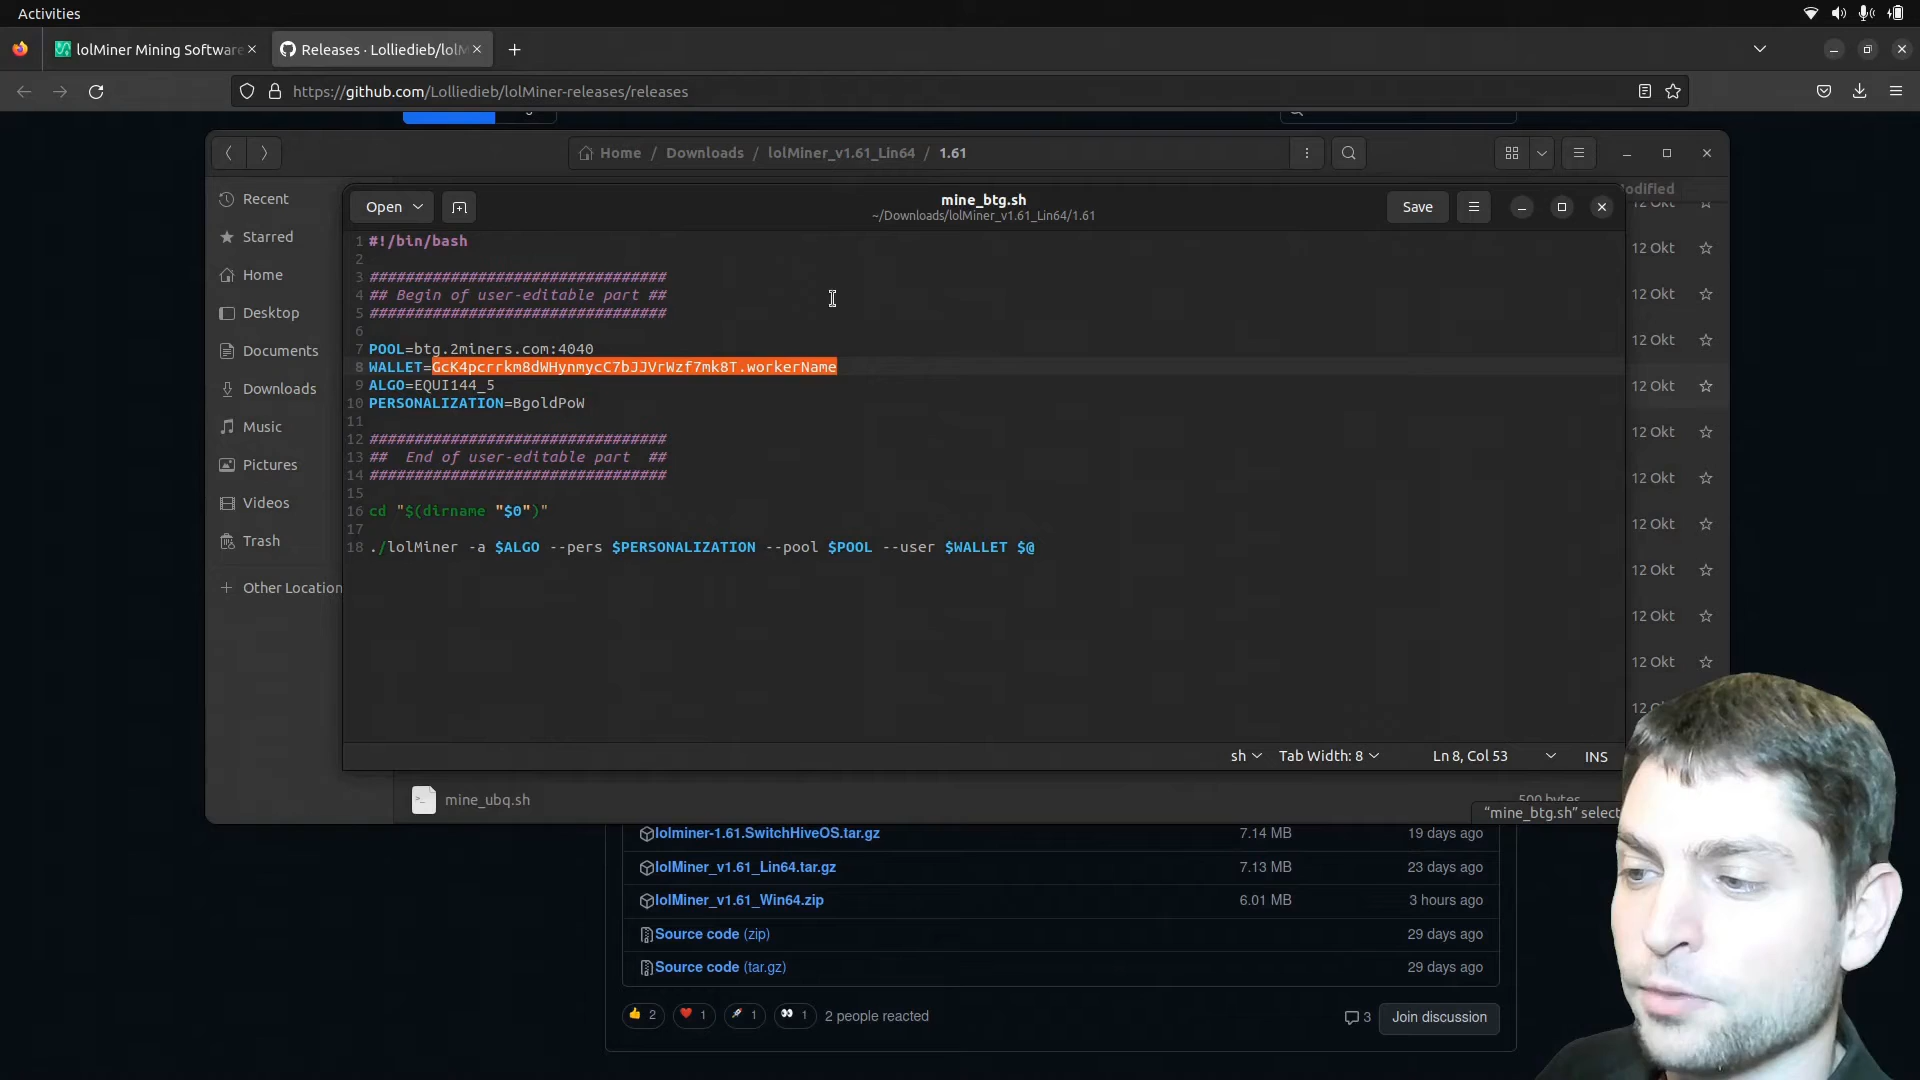 Activities
lolMiner Mining Software
Releases · Lolliedieb/lolM
https://github.com/Lolliedieb/lolMiner-releases/releases
Home / Downloads / lolMiner_v1.61_Lin64 / 1.61
Recent
Starred
Home
Desktop
Documents
Downloads
Music
Pictures
Videos
Trash
+ Other Location
Open
mine_btg.sh
~/Downloads/lolMiner_v1.61_Lin64/1.61
Save
1 #!/bin/bash
2
3 #################################
4 ## Begin of user-editable part ##
5 #################################
6
7 POOL=btg.2miners.com:4040
8 WALLET=GcK4pcrrkm8dWHynmycC7bJJVrWzf7mk8T.workerName
9 ALGO=EQUI144_5
10 PERSONALIZATION=BgoldPoW
11
12 #################################
13 ##  End of user-editable part  ##
14 #################################
15
16 cd "$(dirname "$0")"
17
18 ./lolMiner -a $ALGO --pers $PERSONALIZATION --pool $POOL --user $WALLET $@
sh
Tab Width: 8
Ln 8, Col 53
INS
Modified
12 Okt
12 Okt
12 Okt
12 Okt
12 Okt
12 Okt
12 Okt
12 Okt
12 Okt
12 Okt
mine_ubq.sh
500 bytes
"mine_btg.sh" select
lolminer-1.61.SwitchHiveOS.tar.gz 7.14 MB 19 days ago
lolMiner_v1.61_Lin64.tar.gz 7.13 MB 23 days ago
lolMiner_v1.61_Win64.zip 6.01 MB 3 hours ago
Source code (zip) 29 days ago
Source code (tar.gz) 29 days ago
👍 2 ❤️ 1 🚀 1 👀 1 2 people reacted
3 Join discussion